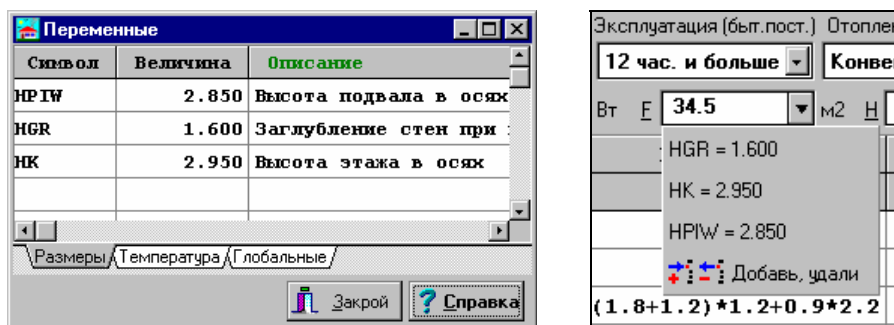 Переменные
Символ Величина Описание
HPIW 2.850 Высота подвала в осях
HGR 1.600 Заглубление стен при
HK 2.950 Высота этажа в осях
Размеры Температура Глобальные
Закрой Справка
Эксплуатация (быт.пост.) Отопле
12 час. и больше Конве
Вт F 34.5 м2 H
HGR = 1.600
HK = 2.950
HPIW = 2.850
Добавь, удали
(1.8+1.2)*1.2+0.9*2.2